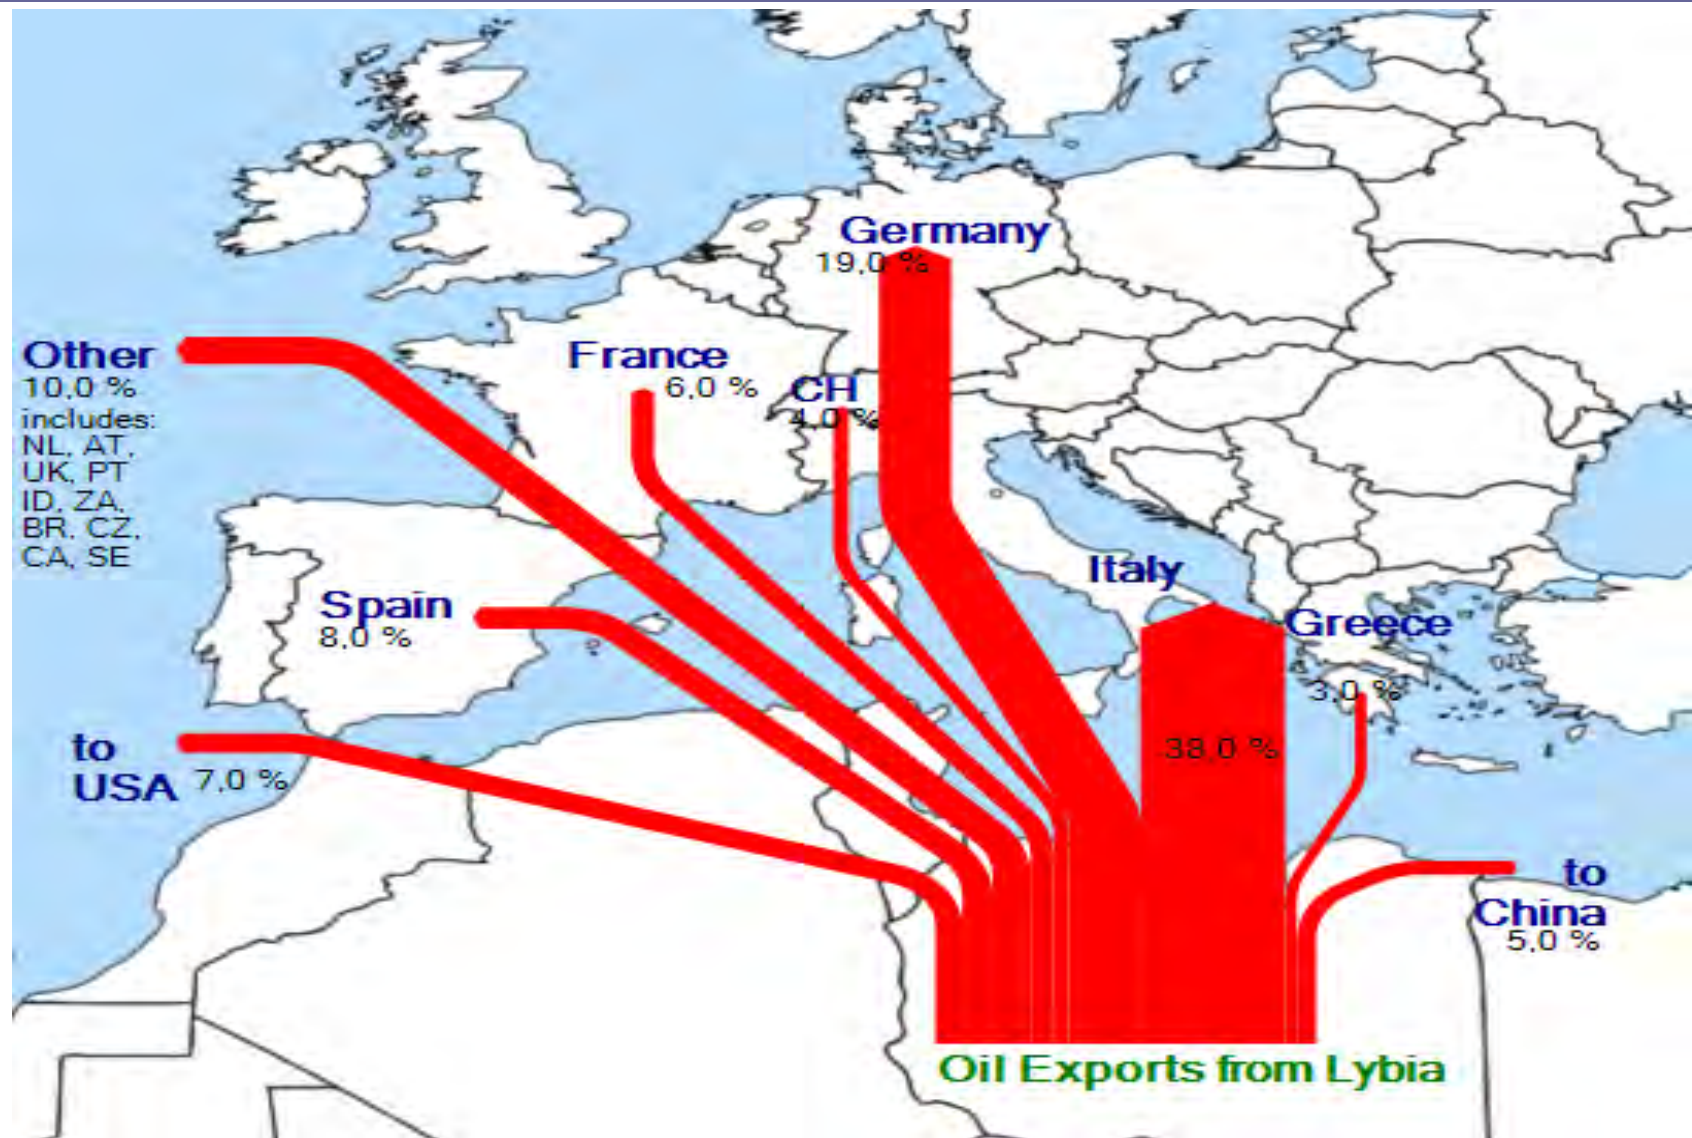 Germany
19,0 %
Other
10,0 %
includes:
NL, AT,
UK, PT
ID, ZA,
BR, CZ,
CA, SE
France
6,0 %
CH
4,0 %
Italy
38,0 %
Spain
8,0 %
Greece
3,0 %
to
USA
7,0 %
to
China
5,0 %
Oil Exports from Lybia